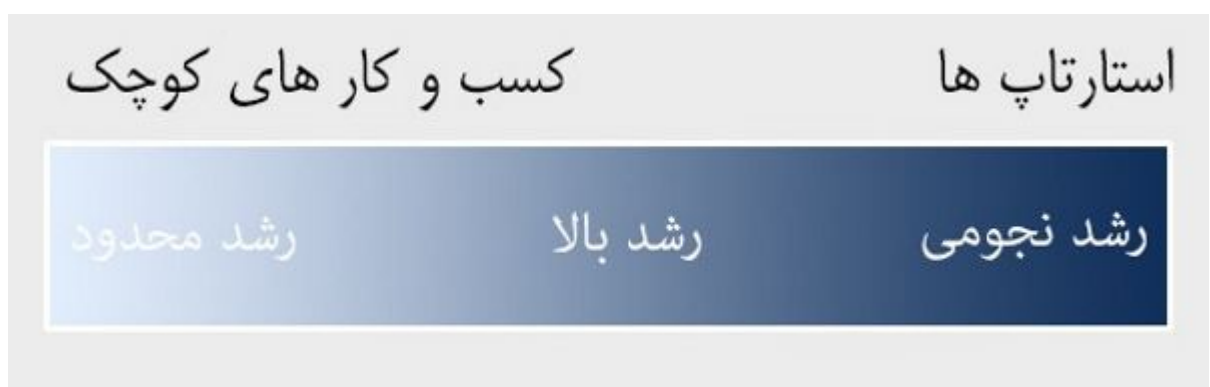 استارتاپ ها کسب و کار های کوچک
رشد نجومی رشد بالا رشد محدود